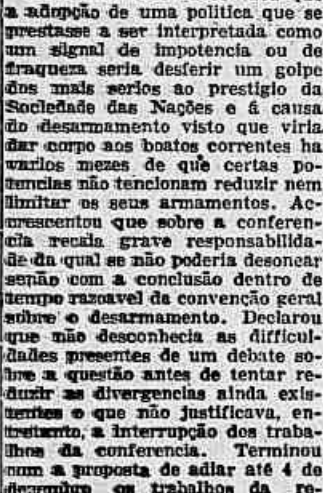 a adopção de uma politica que se
prestasse a ser interpretada como
um signal de impotencia ou de
fraqueza seria desferir um golpe
dos mais serios ao prestigio da
Sociedade das Nações e á causa
do desarmamento visto que viria
dar corpo aos boatos correntes ha
varios mezes de que certas po-
tencias não tencionam reduzir nem
limitar os seus armamentos. Ac-
crescentou que sobre a conferen-
cia recaia grave responsabilida-
de da qual se não poderia desonear
senão com a conclusão dentro de
tempo razoavel da convenção geral
sobre o desarmamento. Declarou
que não desconhecia as difficul-
dades presentes de um debate so-
bre a questão antes de tentar re-
duzir as divergencias ainda exis-
tentes o que não justificava, en-
tretanto, a interrupção dos traba-
lhos da conferencia. Terminou
com a proposta de adiar até 4 de
dezembro os trabalhos da re-